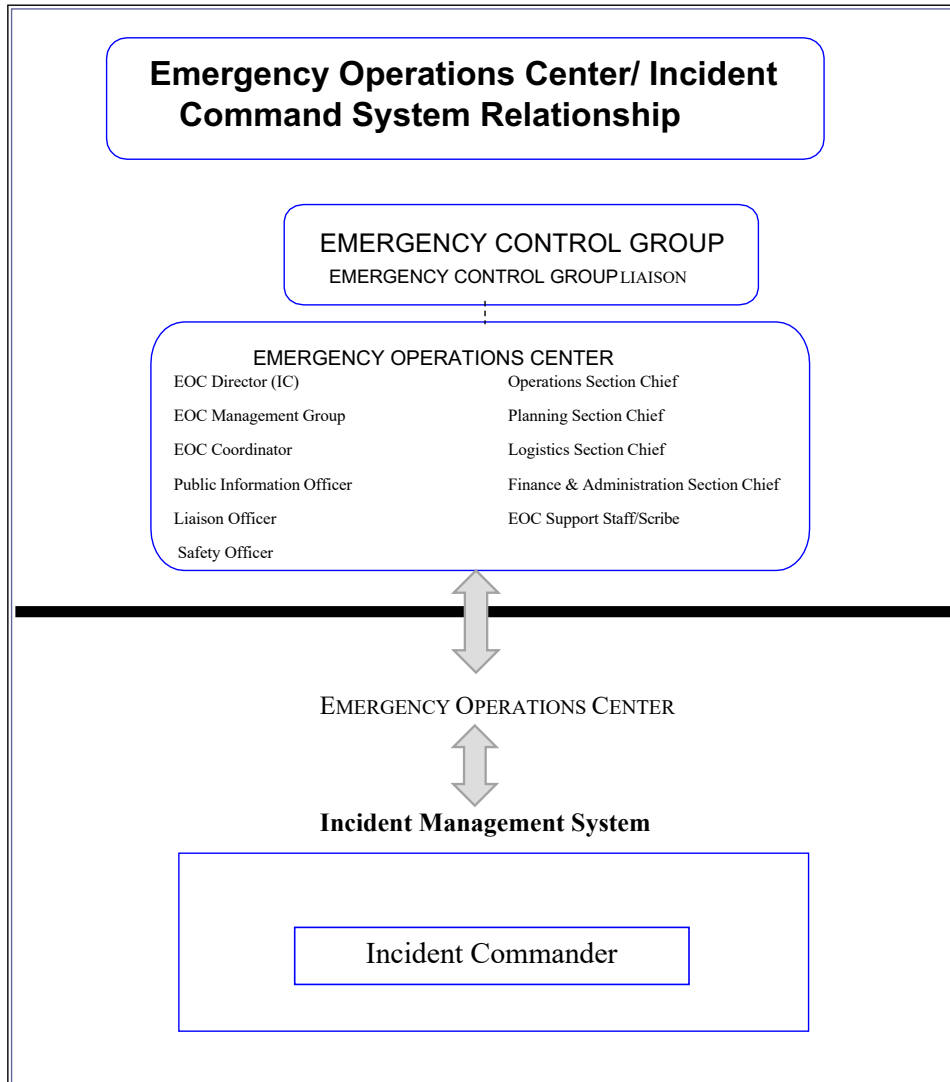 Emergency Operations Center/ Incident
Command System Relationship
EMERGENCY CONTROL GROUP
EMERGENCY CONTROL GROUP LIAISON
EMERGENCY OPERATIONS CENTER
EOC Director (IC)
EOC Management Group
EOC Coordinator
Public Information Officer
Liaison Officer
Safety Officer
Operations Section Chief
Planning Section Chief
Logistics Section Chief
Finance & Administration Section Chief
EOC Support Staff/Scribe
EMERGENCY OPERATIONS CENTER
Incident Management System
Incident Commander